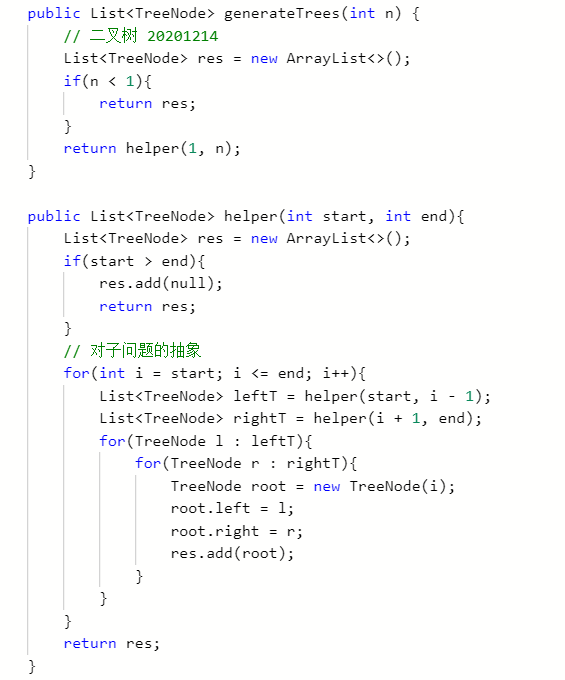 public List<TreeNode> generateTrees(int n) {
    // 二叉树 20201214
    List<TreeNode> res = new ArrayList<>();
    if(n < 1){
        return res;
    }
    return helper(1, n);
}

public List<TreeNode> helper(int start, int end){
    List<TreeNode> res = new ArrayList<>();
    if(start > end){
        res.add(null);
        return res;
    }
    // 对子问题的抽象
    for(int i = start; i <= end; i++){
        List<TreeNode> leftT = helper(start, i - 1);
        List<TreeNode> rightT = helper(i + 1, end);
        for(TreeNode l : leftT){
            for(TreeNode r : rightT){
                TreeNode root = new TreeNode(i);
                root.left = l;
                root.right = r;
                res.add(root);
            }
        }
    }
    return res;
}